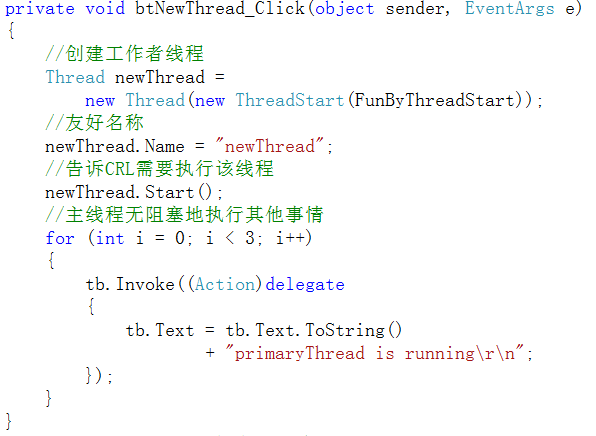 private void btNewThread_Click(object sender, EventArgs e)
{
    //创建工作者线程
    Thread newThread =
        new Thread(new ThreadStart(FunByThreadStart));
    //友好名称
    newThread.Name = "newThread";
    //告诉CRL需要执行该线程
    newThread.Start();
    //主线程无阻塞地执行其他事情
    for (int i = 0; i < 3; i++)
    {
        tb.Invoke((Action)delegate
        {
            tb.Text = tb.Text.ToString()
                    + "primaryThread is running\r\n";
        });
    }
}